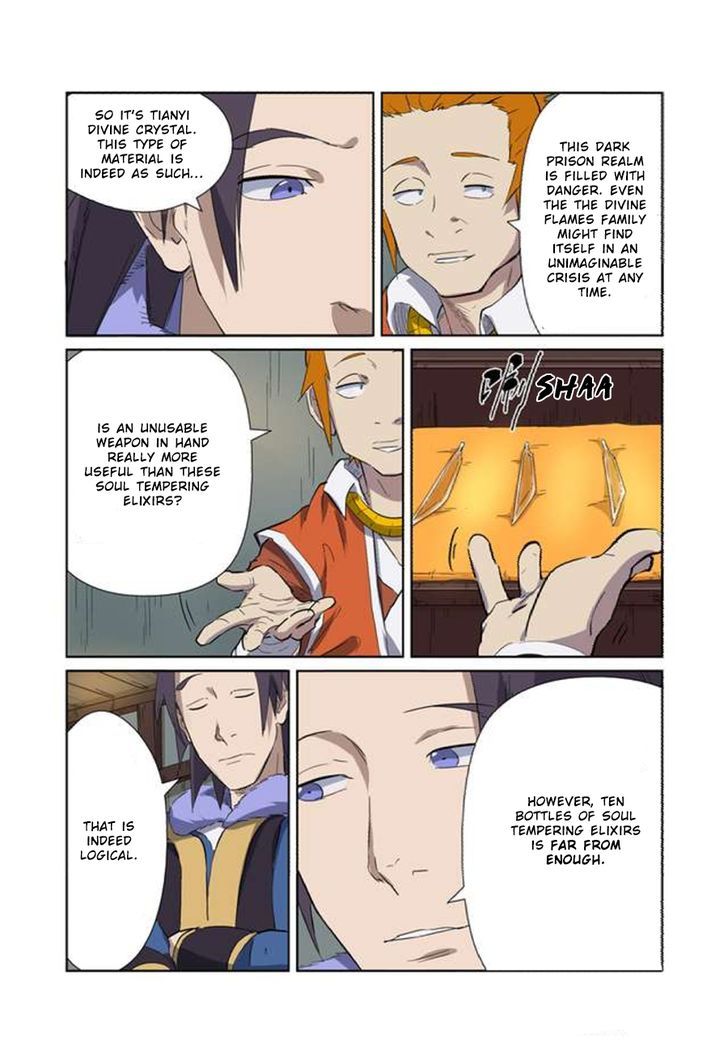 SO IT'S TIANYI
DIVINE CRYSTAL.
THIS TYPE OF
MATERIAL IS
INDEED AS SUCH...
THIS DARK
PRISON REALM
IS FILLED WITH
DANGER. EVEN
THE THE DIVINE
FLAMES FAMILY
MIGHT FIND
ITSELF IN AN
UNIMAGINABLE
CRISIS AT ANY
TIME.
IS AN UNUSABLE
WEAPON IN HAND
REALLY MORE
USEFUL THAN THESE
SOUL TEMPERING
ELIXIRS?
SHAA
THAT IS
INDEED
LOGICAL.
HOWEVER, TEN
BOTTLES OF SOUL
TEMPERING ELIXIRS
IS FAR FROM
ENOUGH.